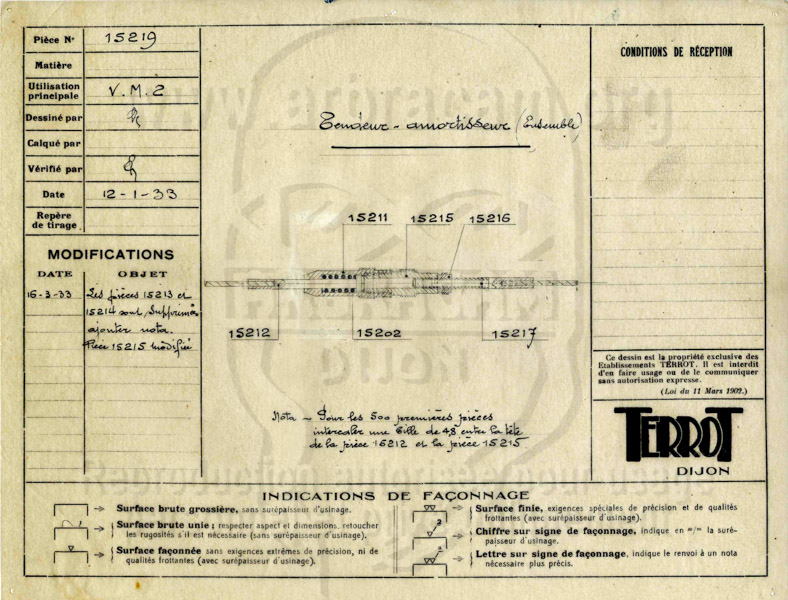 Pièce N° 15219
Matière
Utilisation principale V.M.2
Dessiné par
Calqué par
Vérifié par
Date 12-1-33
Repère de tirage
MODIFICATIONS
DATE OBJET
16-3-33 Les pièces 15213 et
15214 sont supprimées
ajouter nota.
Pièce 15215 modifié
Tendeur - amortisseur (Ensemble)
15211 15215 15216
15212 15202 15217
Nota - Pour les 500 premières pièces
intercaler une bille de 4,8 entre la tête
de la pièce 15212 et la pièce 15215
CONDITIONS DE RÉCEPTION
Ce dessin est la propriété exclusive des
Etablissements TERROT. Il est interdit
d'en faire usage ou de le communiquer
sans autorisation expresse.
(Loi du 11 Mars 1902.)
TERROT
DIJON
INDICATIONS DE FAÇONNAGE
Surface brute grossière, sans surépaisseur d'usinage.
Surface brute unie; respecter aspect et dimensions, retoucher
les rugosités s'il est nécessaire (sans surépaisseur d'usinage).
Surface façonnée sans exigences extrêmes de précision, ni de
qualités frottantes (avec surépaisseur d'usinage).
Surface finie, exigences spéciales de précision et de qualités
frottantes (avec surépaisseur d'usinage).
Chiffre sur signe de façonnage, indique en m/m la suré-
paisseur d'usinage.
Lettre sur signe de façonnage, indique le renvoi à un nota
nécessaire plus précis.